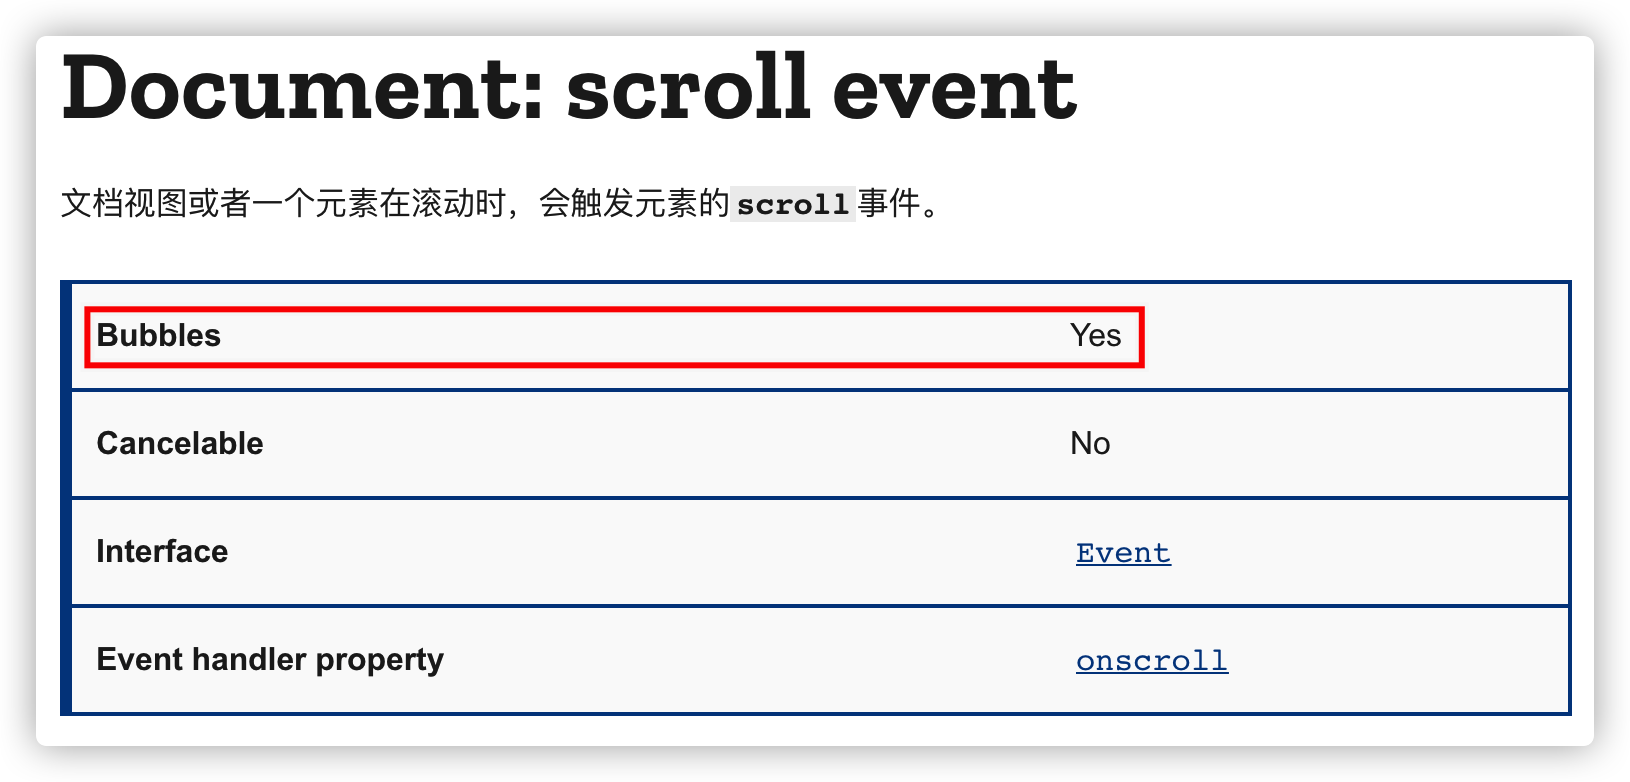 Document: scroll event
文档视图或者一个元素在滚动时，会触发元素的scroll事件。
Bubbles Yes
Cancelable No
Interface Event
Event handler property onscroll